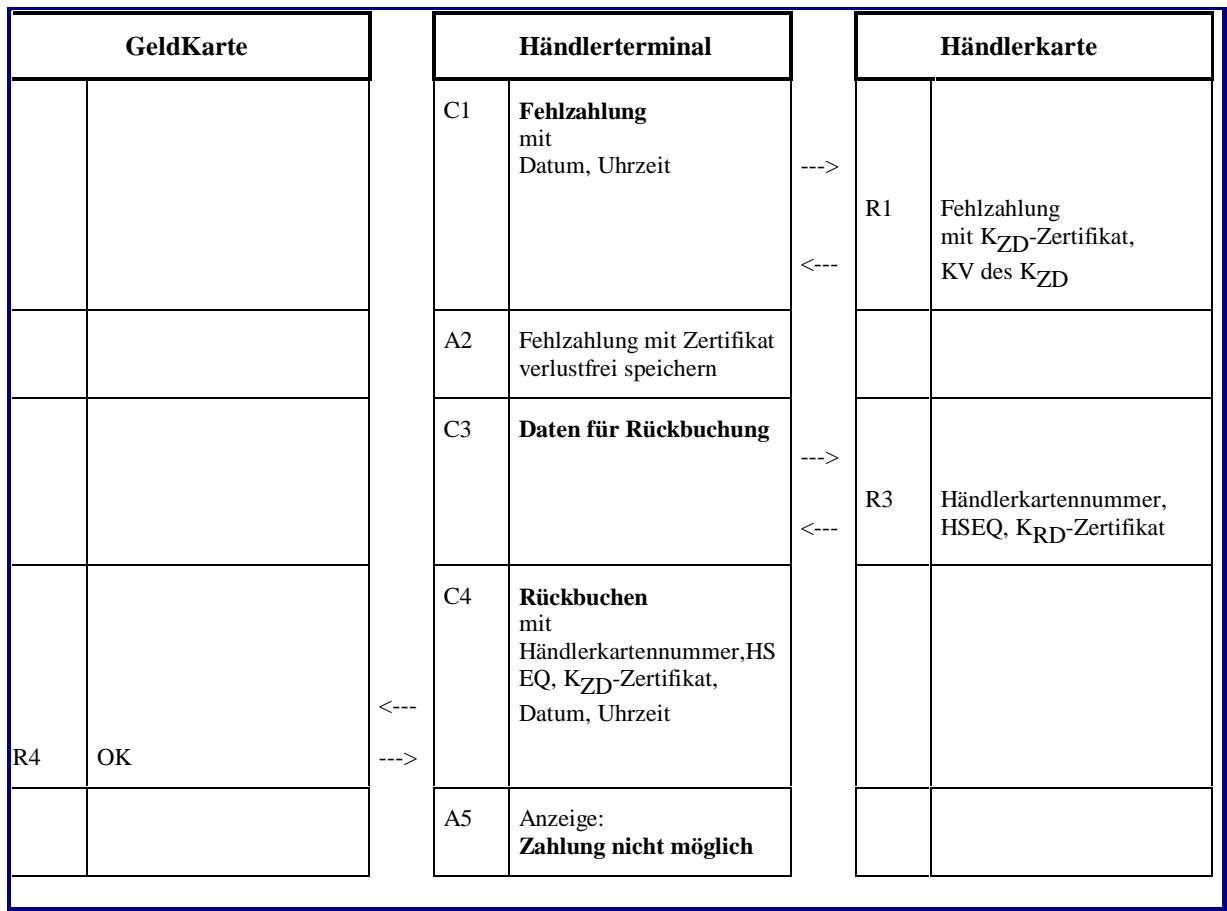 GeldKarte Händlerterminal Händlerkarte
C1 Fehlzahlung
mit
Datum, Uhrzeit
--->
R1 Fehlzahlung
mit KZD-Zertifikat,
<---
KV des KZD
A2 Fehlzahlung mit Zertifikat
verlustfrei speichern
C3 Daten für Rückbuchung
--->
R3 Händlerkartennummer,
<--- HSEQ, KRD-Zertifikat
C4 Rückbuchen
mit
Händlerkartennummer,HS
EQ, KZD-Zertifikat,
<--- Datum, Uhrzeit
R4 OK --->
A5 Anzeige:
Zahlung nicht möglich